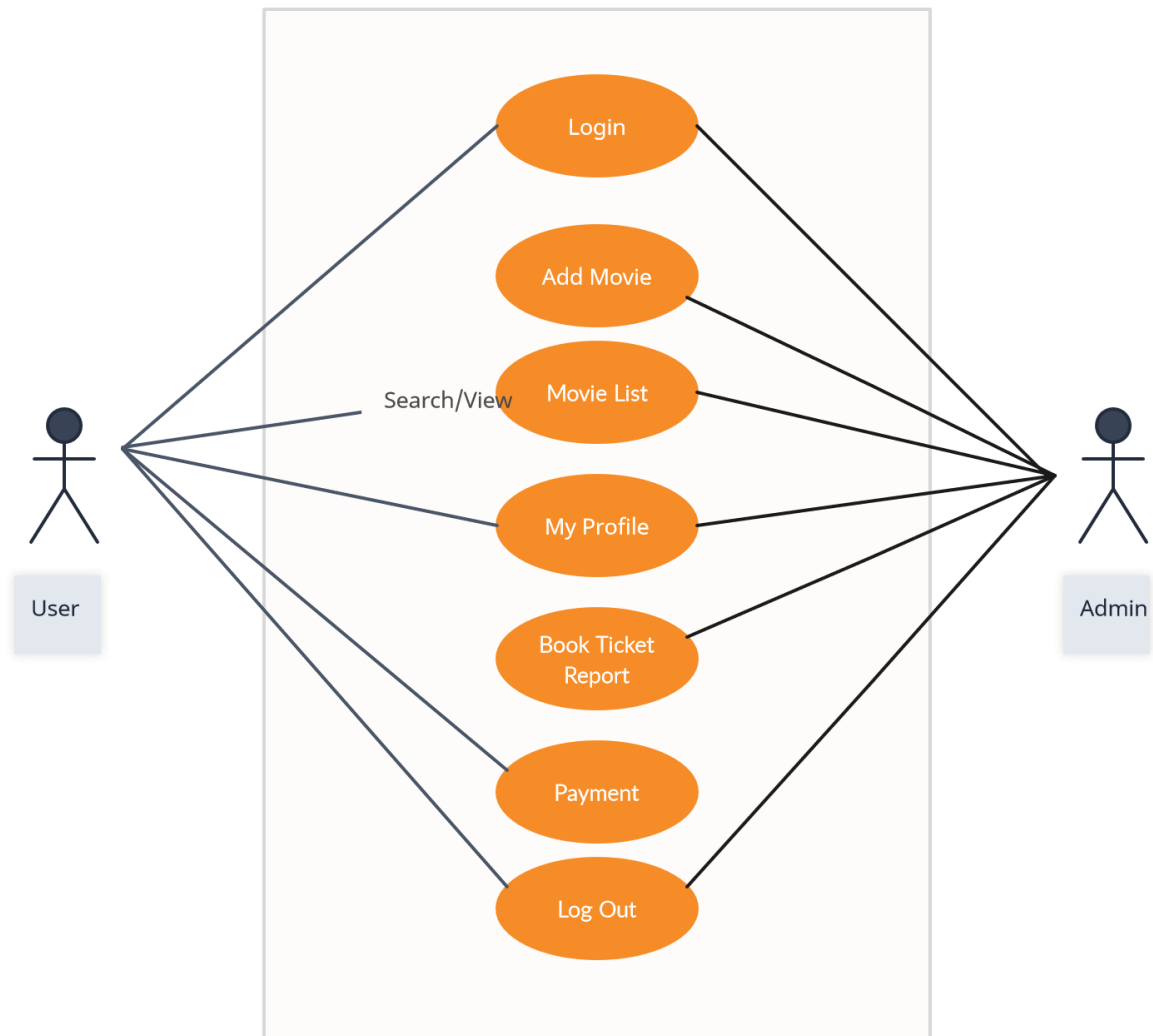 Login
Add Movie
Search/View
Movie List
My Profile
User
Admin
Book Ticket
Report
Payment
Log Out